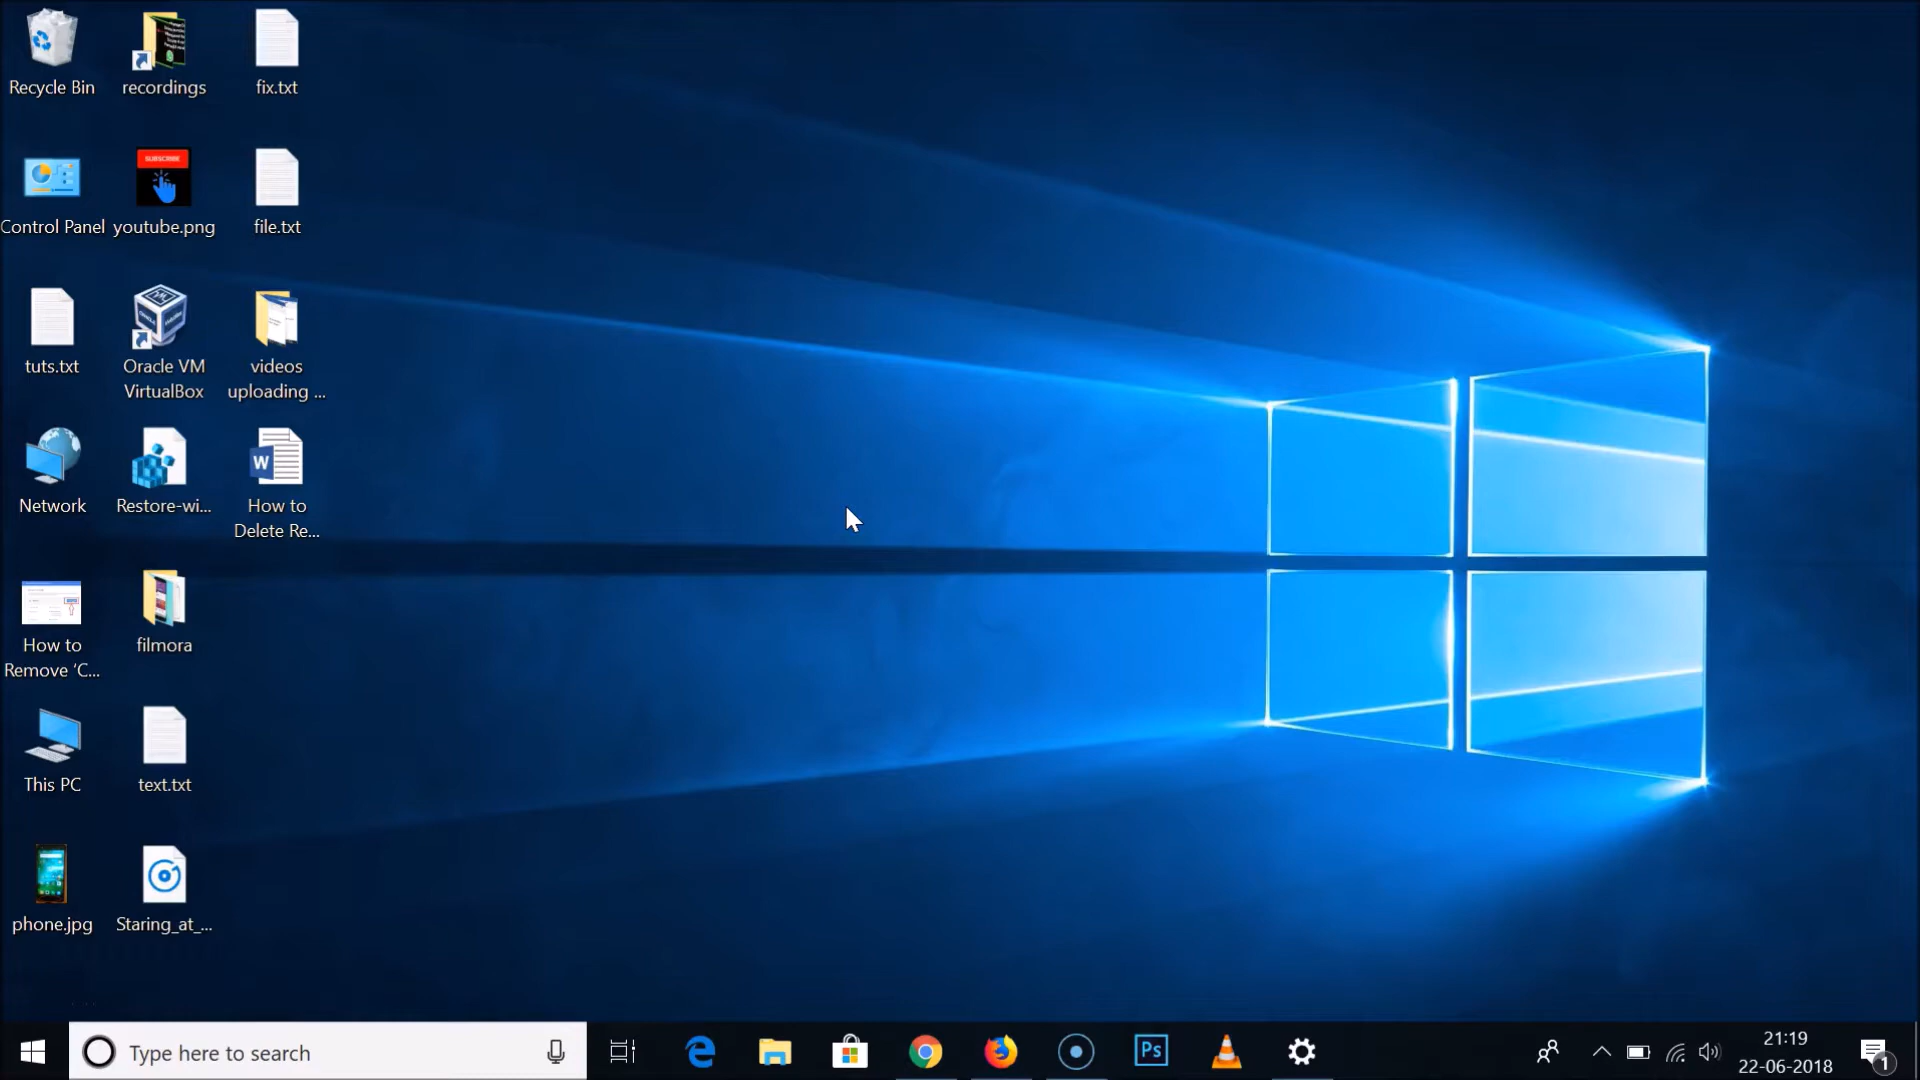 Recycle Bin
recordings
fix.txt
SUBSCRIBE
Control Panel
youtube.png
file.txt
tuts.txt
Oracle VM
VirtualBox
videos
uploading ...
Network
Restore-wi...
W
How to
Delete Re...
How to
Remove ‘C...
filmora
This PC
text.txt
phone.jpg
Staring_at_...
Type here to search
Ps
21:19
22-06-2018
1